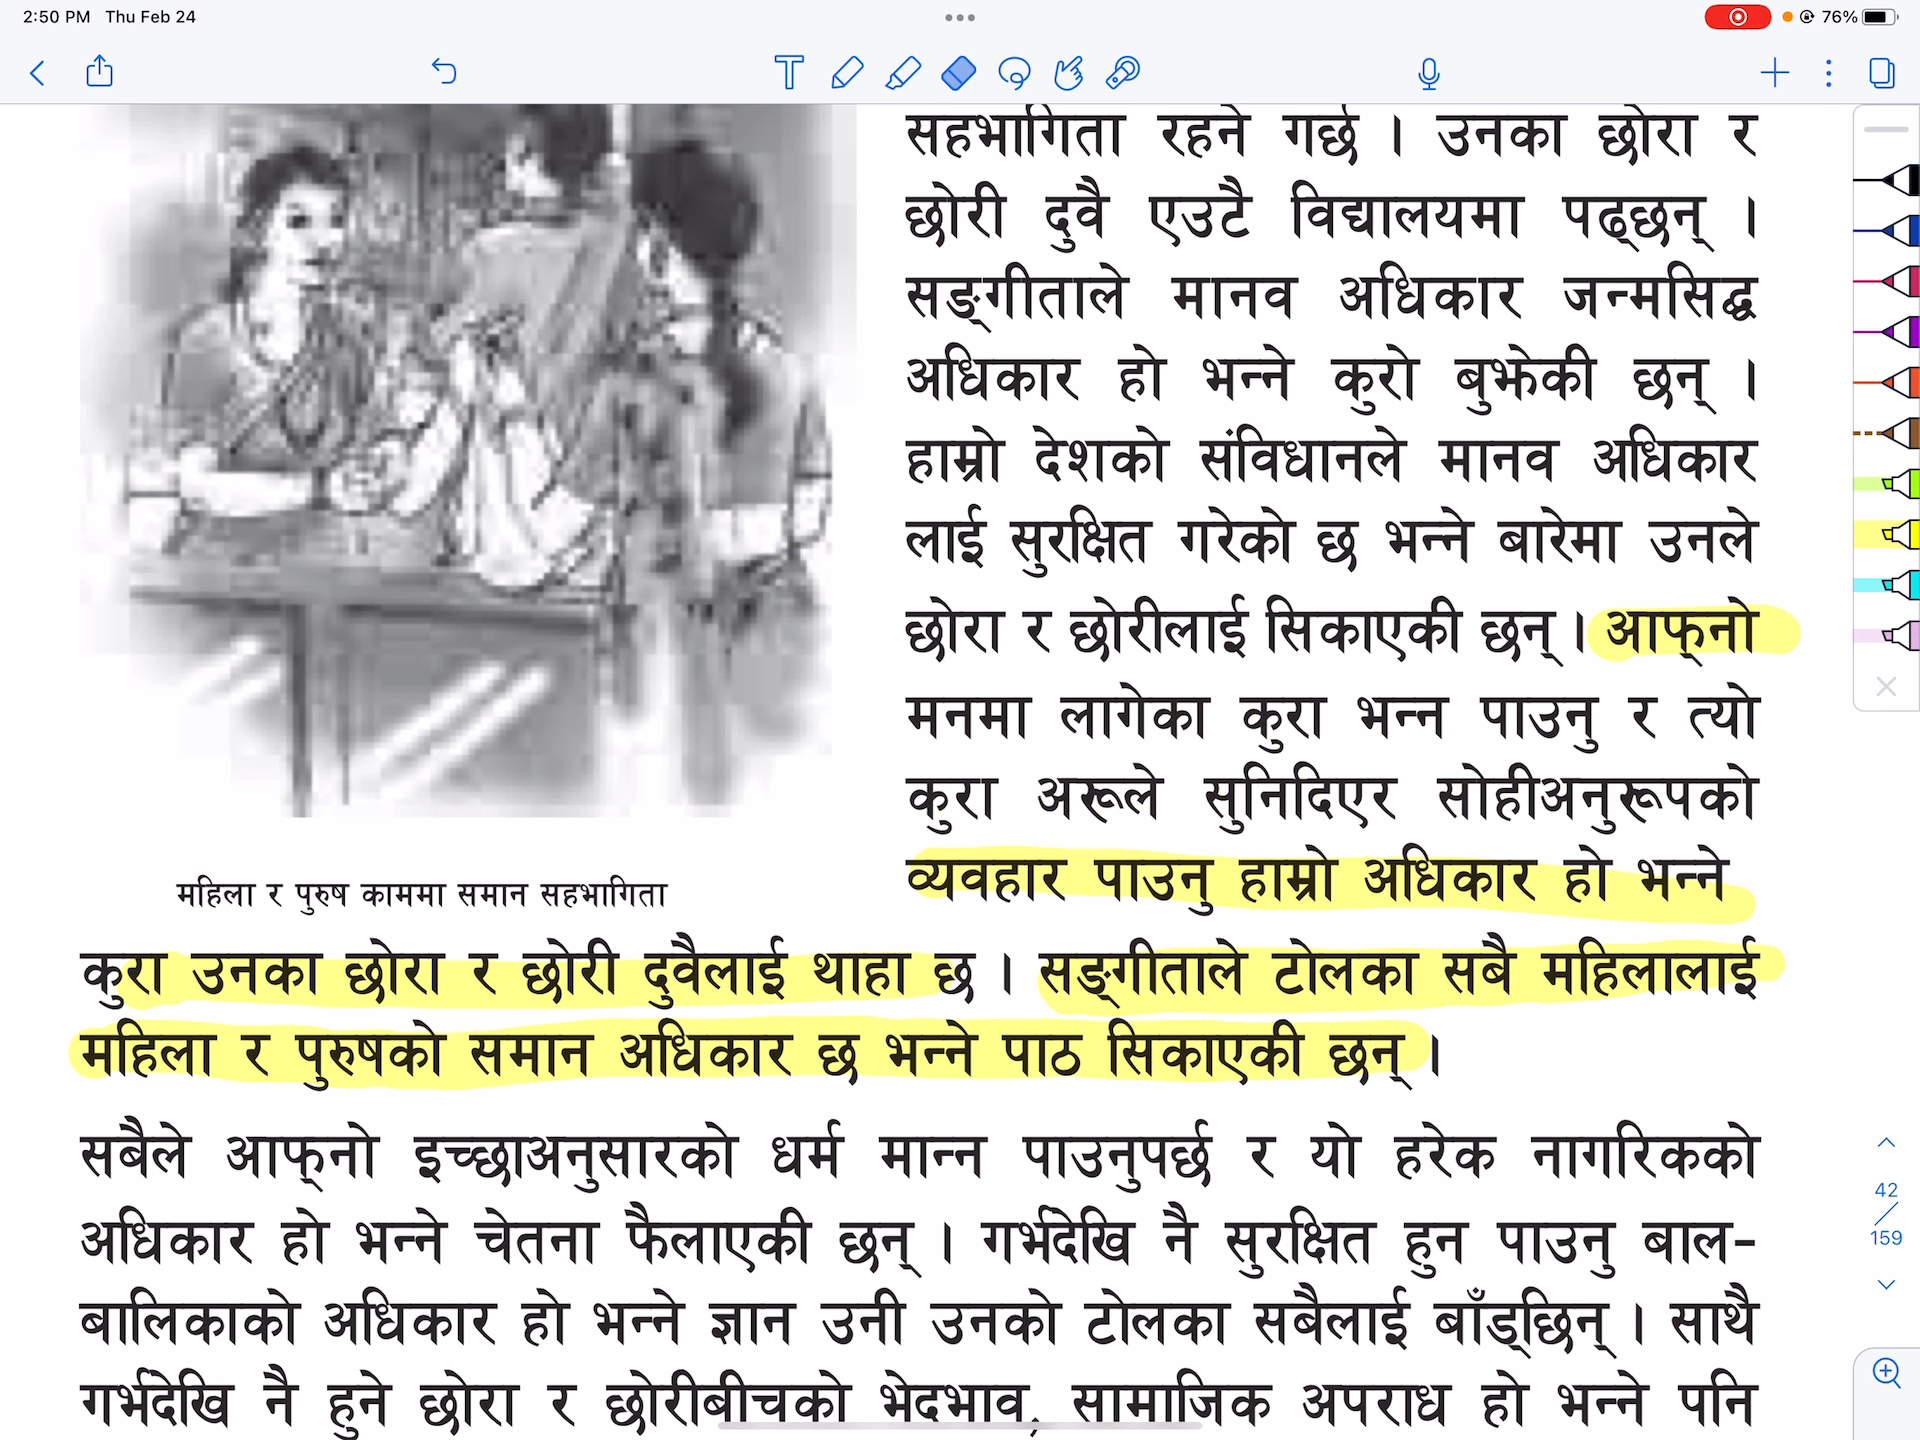 2:50 PM Thu Feb 24
76%
सहभागिता रहने गर्छ । उनका छोरा र
छोरी दुवै एउटै विद्यालयमा पढ्छन् ।
सङ्गीताले मानव अधिकार जन्मसिद्ध
अधिकार हो भन्ने कुरो बुझेकी छन् ।
हाम्रो देशको संविधानले मानव अधिकार
लाई सुरक्षित गरेको छ भन्ने बारेमा उनले
छोरा र छोरीलाई सिकाएकी छन् । आफ्‌नो
मनमा लागेका कुरा भन्न पाउनु र त्यो
कुरा अरूले सुनिदिएर सोहीअनुरूपको
व्यवहार पाउनु हाम्रो अधिकार हो भन्ने
महिला र पुरुष काममा समान सहभागिता
कुरा उनका छोरा र छोरी दुवैलाई थाहा छ । सङ्गीताले टोलका सबै महिलालाई
महिला र पुरुषको समान अधिकार छ भन्ने पाठ सिकाएकी छन् ।
सबैले आफ्‌नो इच्छाअनुसारको धर्म मान्न पाउनुपर्छ र यो हरेक नागरिकको
अधिकार हो भन्ने चेतना फैलाएकी छन् । गर्भदेखि नै सुरक्षित हुन पाउनु बाल-
बालिकाको अधिकार हो भन्ने ज्ञान उनी उनको टोलका सबैलाई बाँड्छिन् । साथै
गर्भदेखि नै हुने छोरा र छोरीबीचको भेदभाव, सामाजिक अपराध हो भन्ने पनि
42
/
159